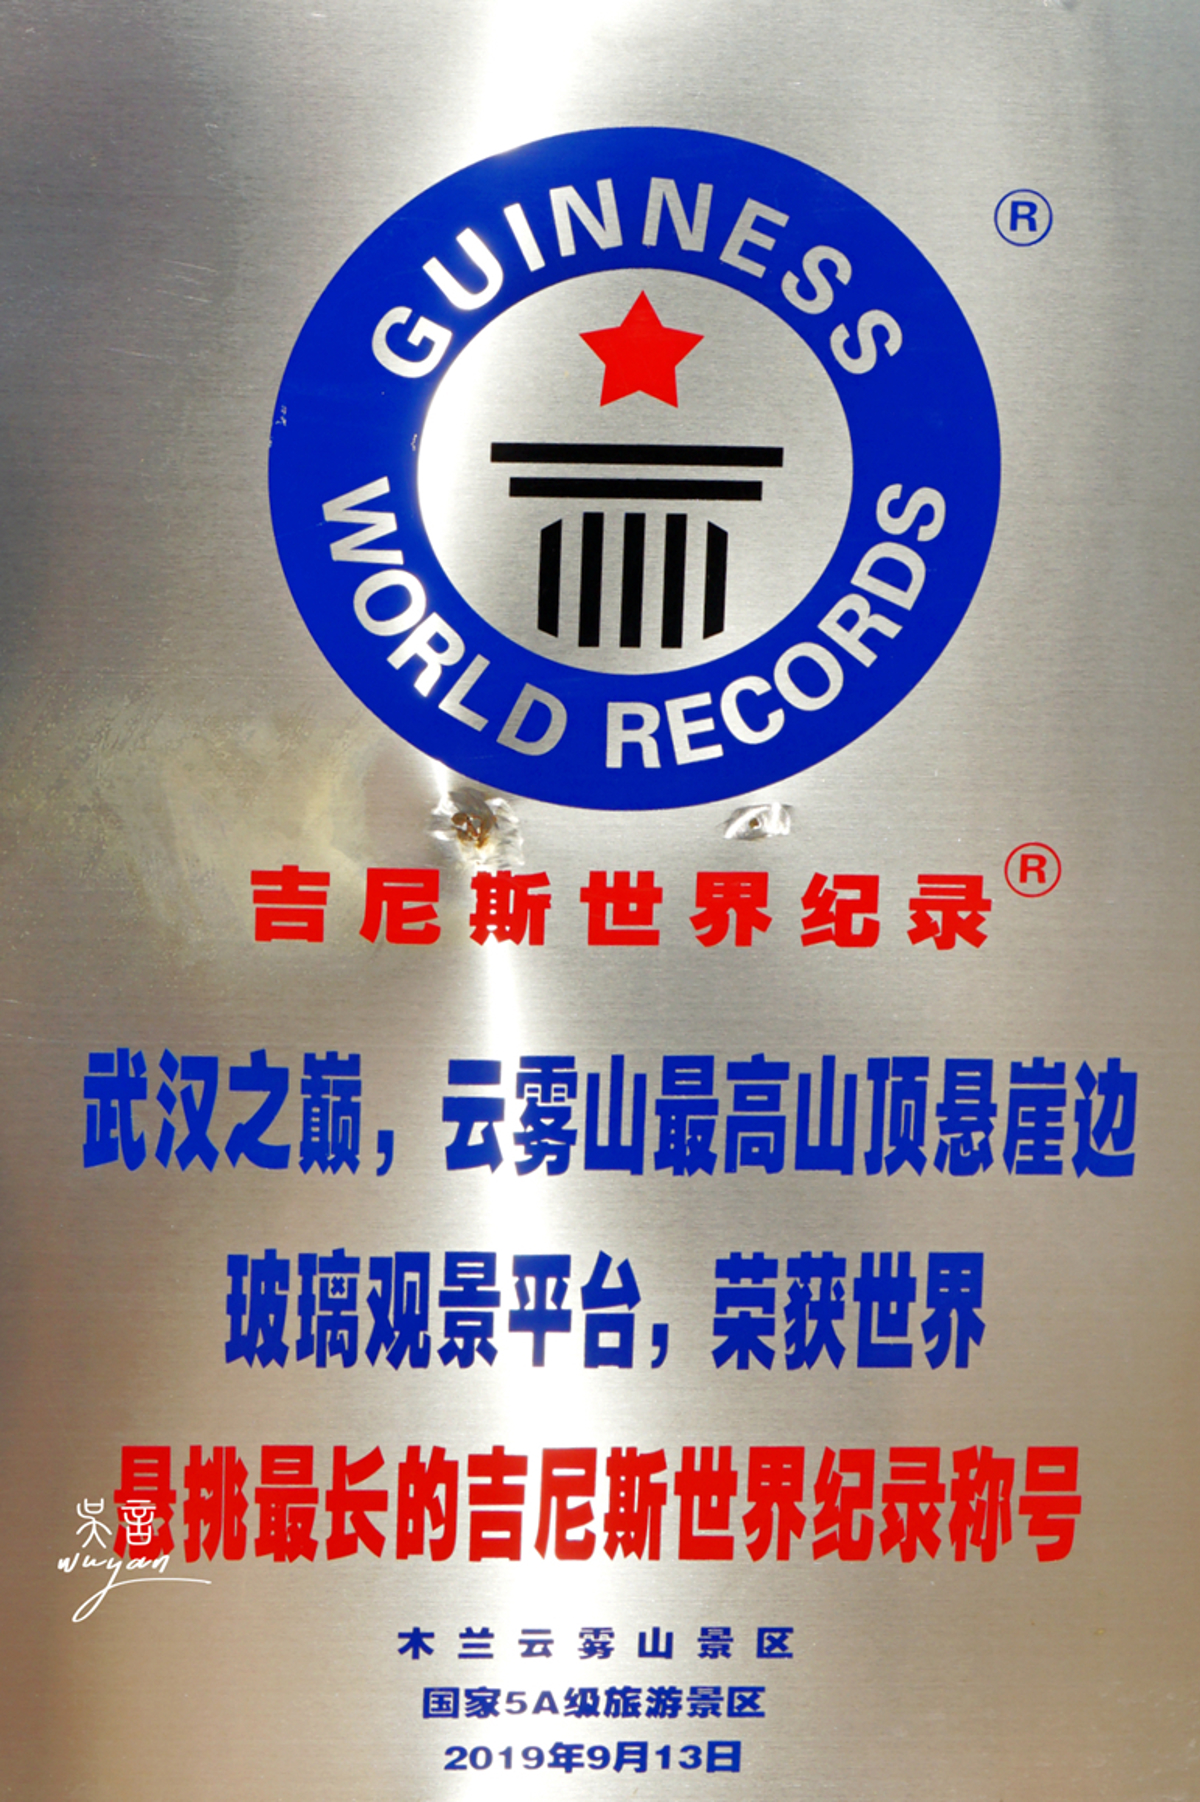 GUINNESS
WORLD RECORDS
®
吉尼斯世界纪录®
武汉之巅，云雾山最高山顶悬崖边
玻璃观景平台，荣获世界
悬挑最长的吉尼斯世界纪录称号
吴言
wuyan
木兰云雾山景区
国家5A级旅游景区
2019年9月13日